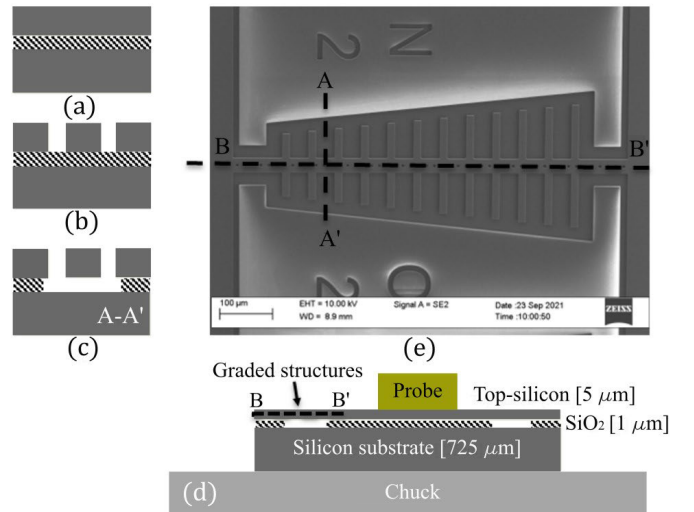 (a)
(b)
A-A'
(c)
N
2
A
B
B'
A'
O
2
100 µm
EHT = 10.00 kV
WD = 8.9 mm
Signal A = SE2
Date :23 Sep 2021
Time :10:00:50
ZEISS
(e)
Graded structures
B
B'
Probe
Top-silicon [5 µm]
SiO₂ [1 µm]
Silicon substrate [725 µm]
(d)
Chuck